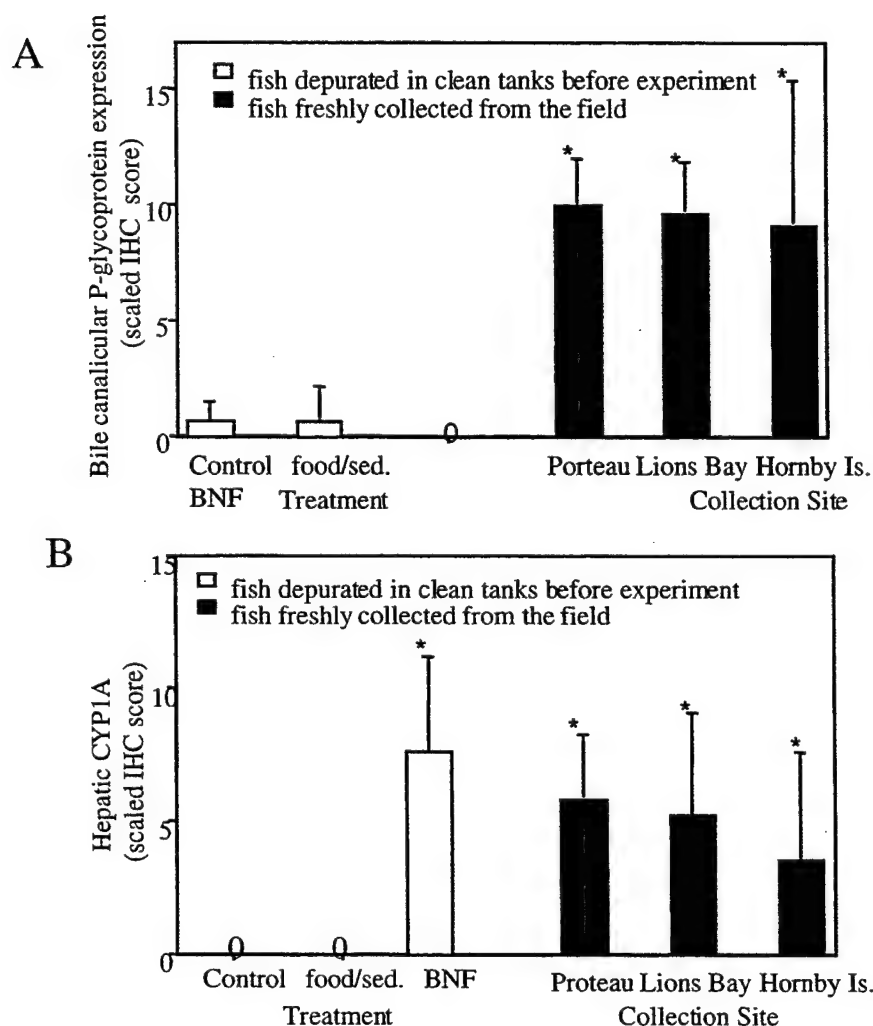 A
Bile canalicular P-glycoprotein expression
(scaled IHC score)
15
10
5
0
fish depurated in clean tanks before experiment
fish freshly collected from the field
0
*
*
*
Control food/sed.
BNF Treatment
Porteau Lions Bay Hornby Is.
Collection Site
B
Hepatic CYP1A
(scaled IHC score)
15
10
5
0
fish depurated in clean tanks before experiment
fish freshly collected from the field
0
0
*
*
*
*
Control food/sed. BNF
Treatment
Proteau Lions Bay Hornby Is.
Collection Site